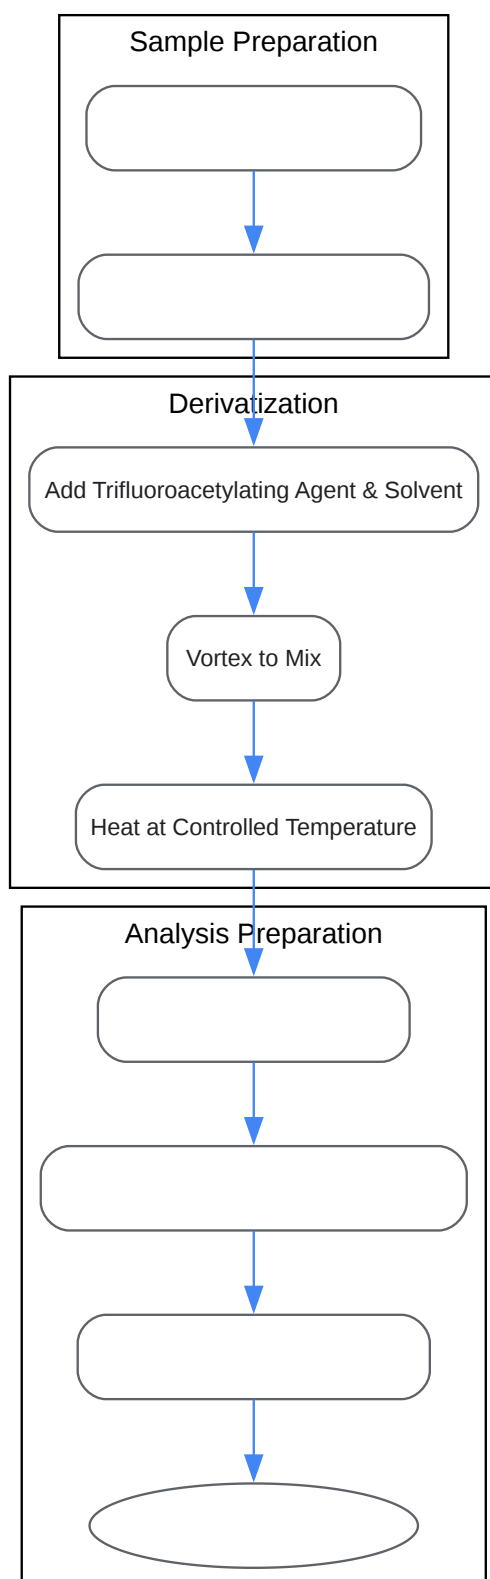 Sample Preparation
Derivatization
Add Trifluoroacetylating Agent & Solvent
Vortex to Mix
Heat at Controlled Temperature
Analysis Preparation